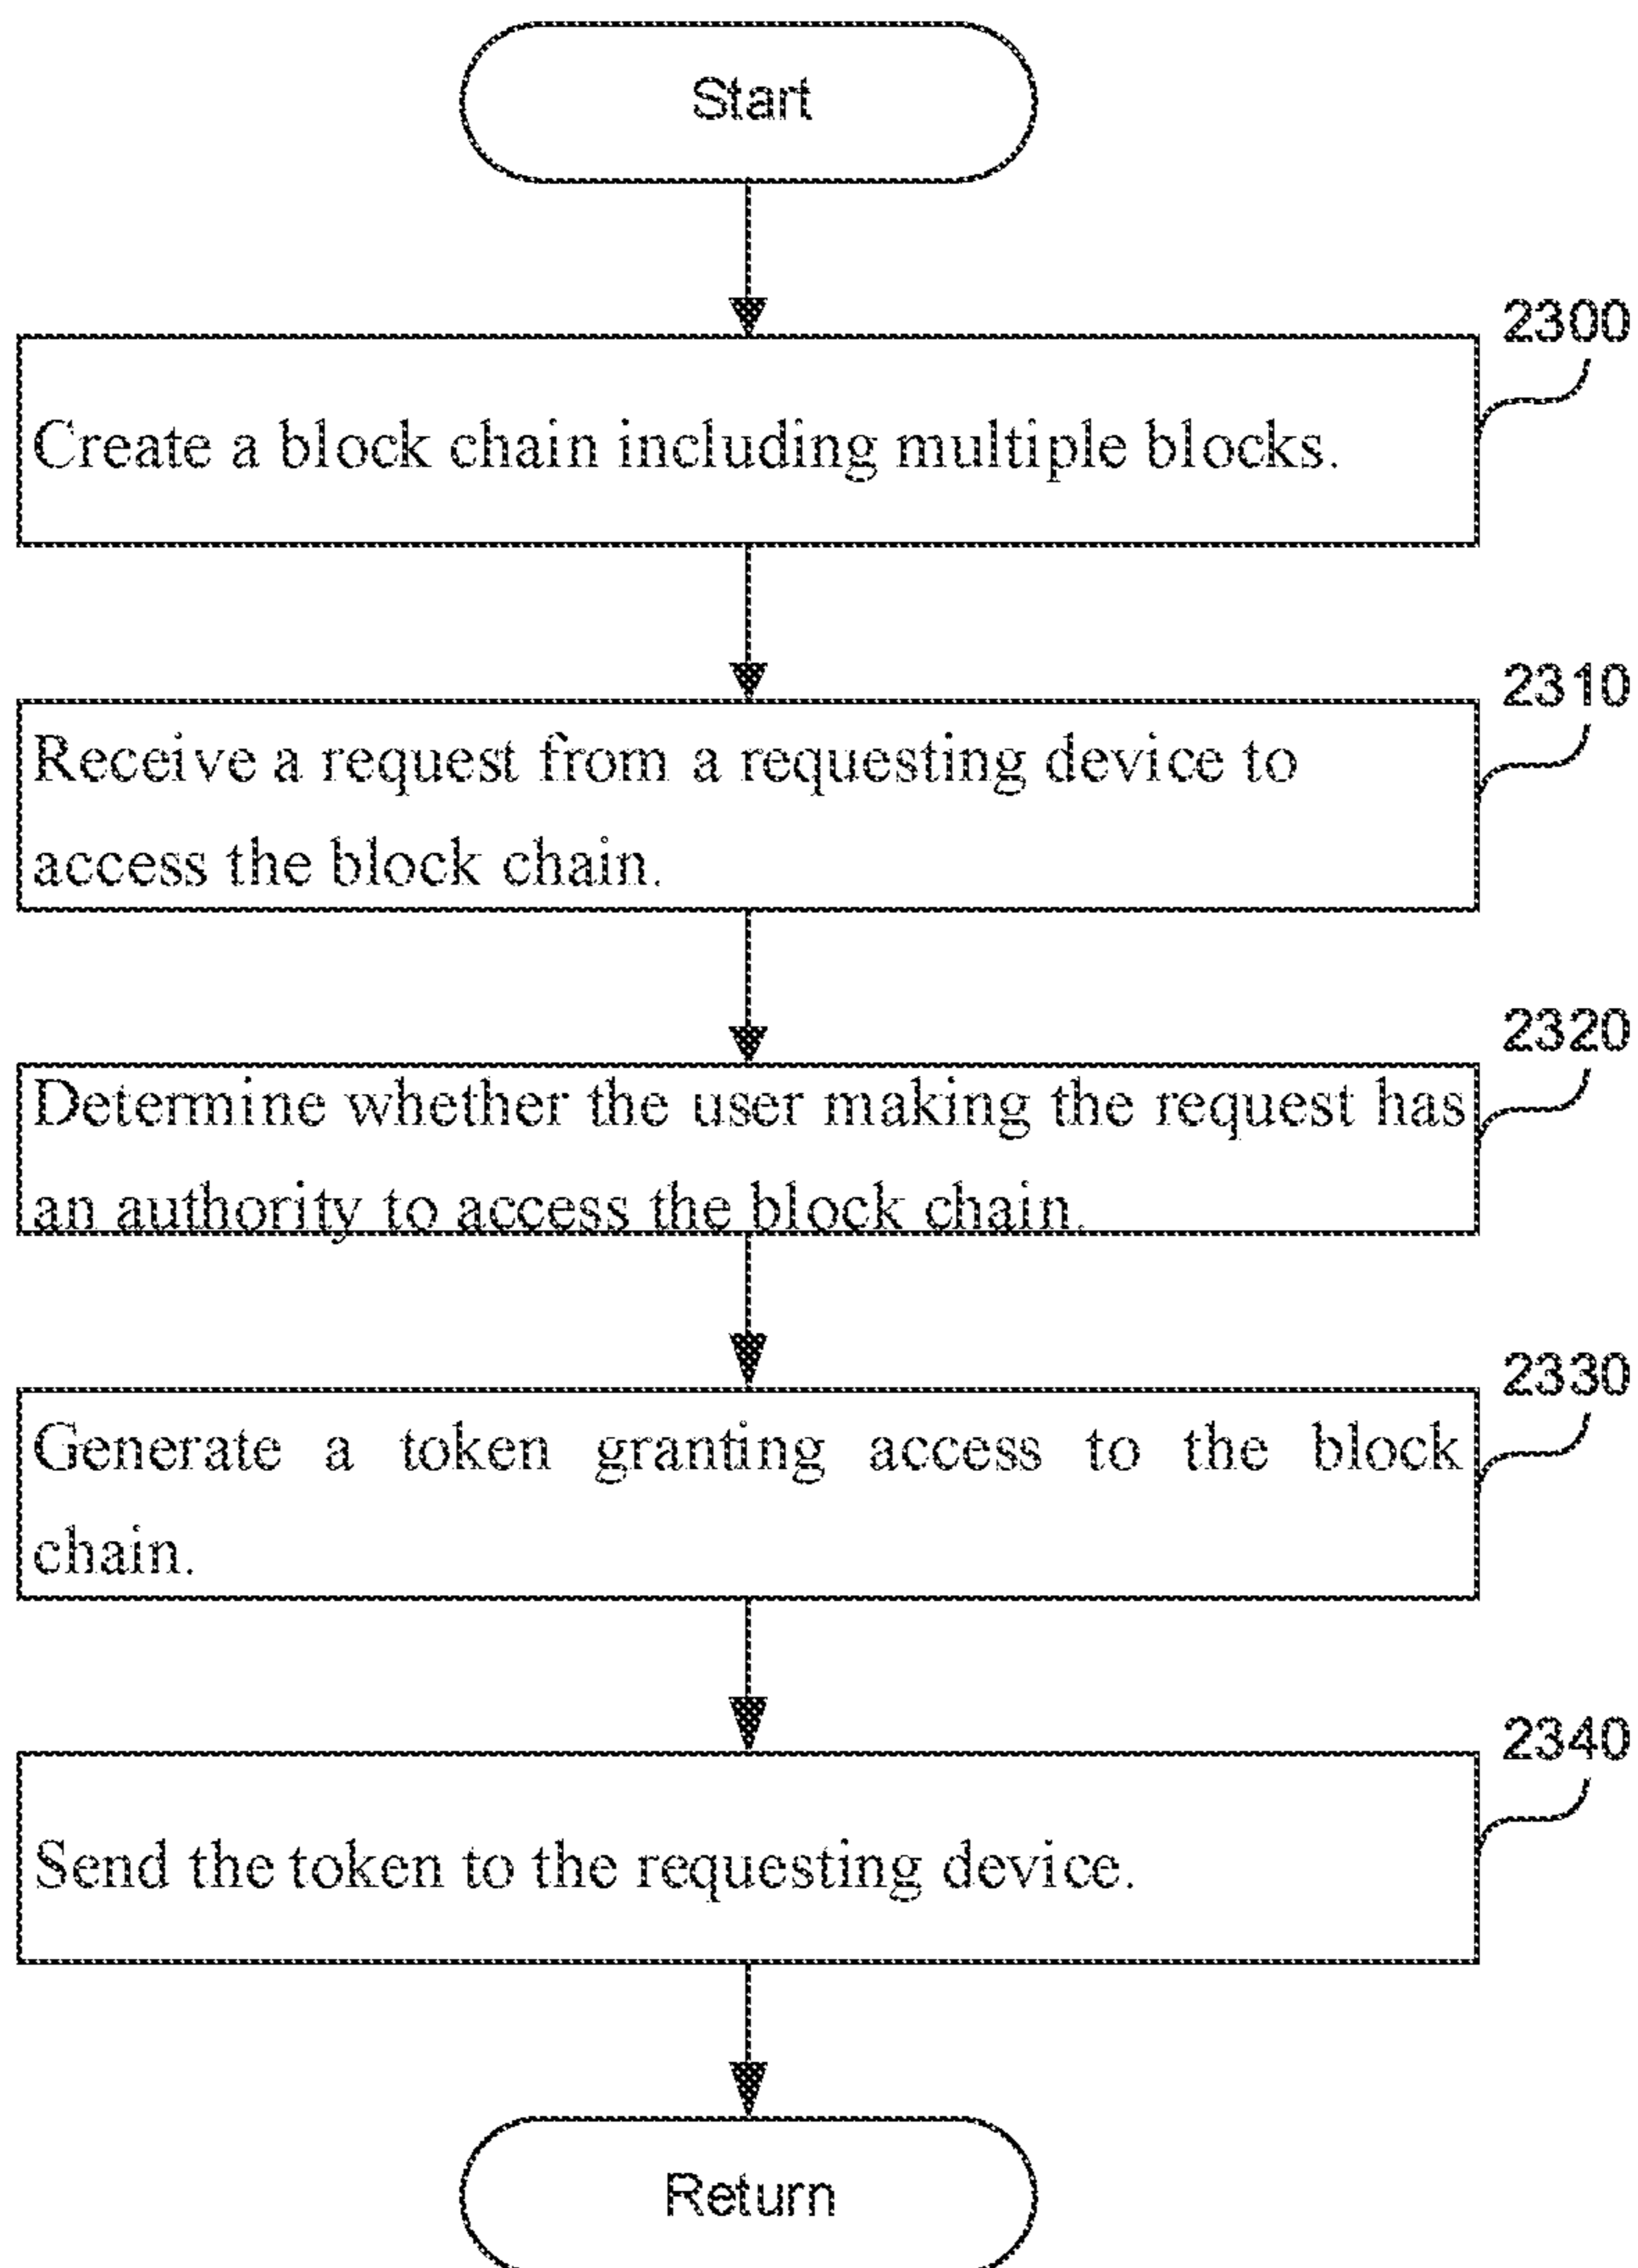 Start
2300
Create a block chain including multiple blocks.
2310
Receive a request from a requesting device to
access the block chain.
2320
Determine whether the user making the request has
an authority to access the block chain.
2330
Generate a token granting access to the block
chain.
2340
Send the token to the requesting device.
Return